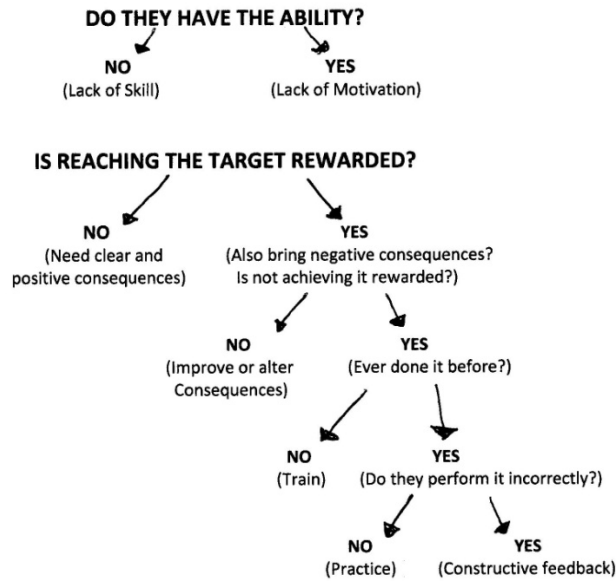 DO THEY HAVE THE ABILITY?
NO
(Lack of Skill)
YES
(Lack of Motivation)
IS REACHING THE TARGET REWARDED?
NO
(Need clear and
positive consequences)
YES
(Also bring negative consequences?
Is not achieving it rewarded?)
NO
(Improve or alter
Consequences)
YES
(Ever done it before?)
NO
(Train)
YES
(Do they perform it incorrectly?)
NO
(Practice)
YES
(Constructive feedback)